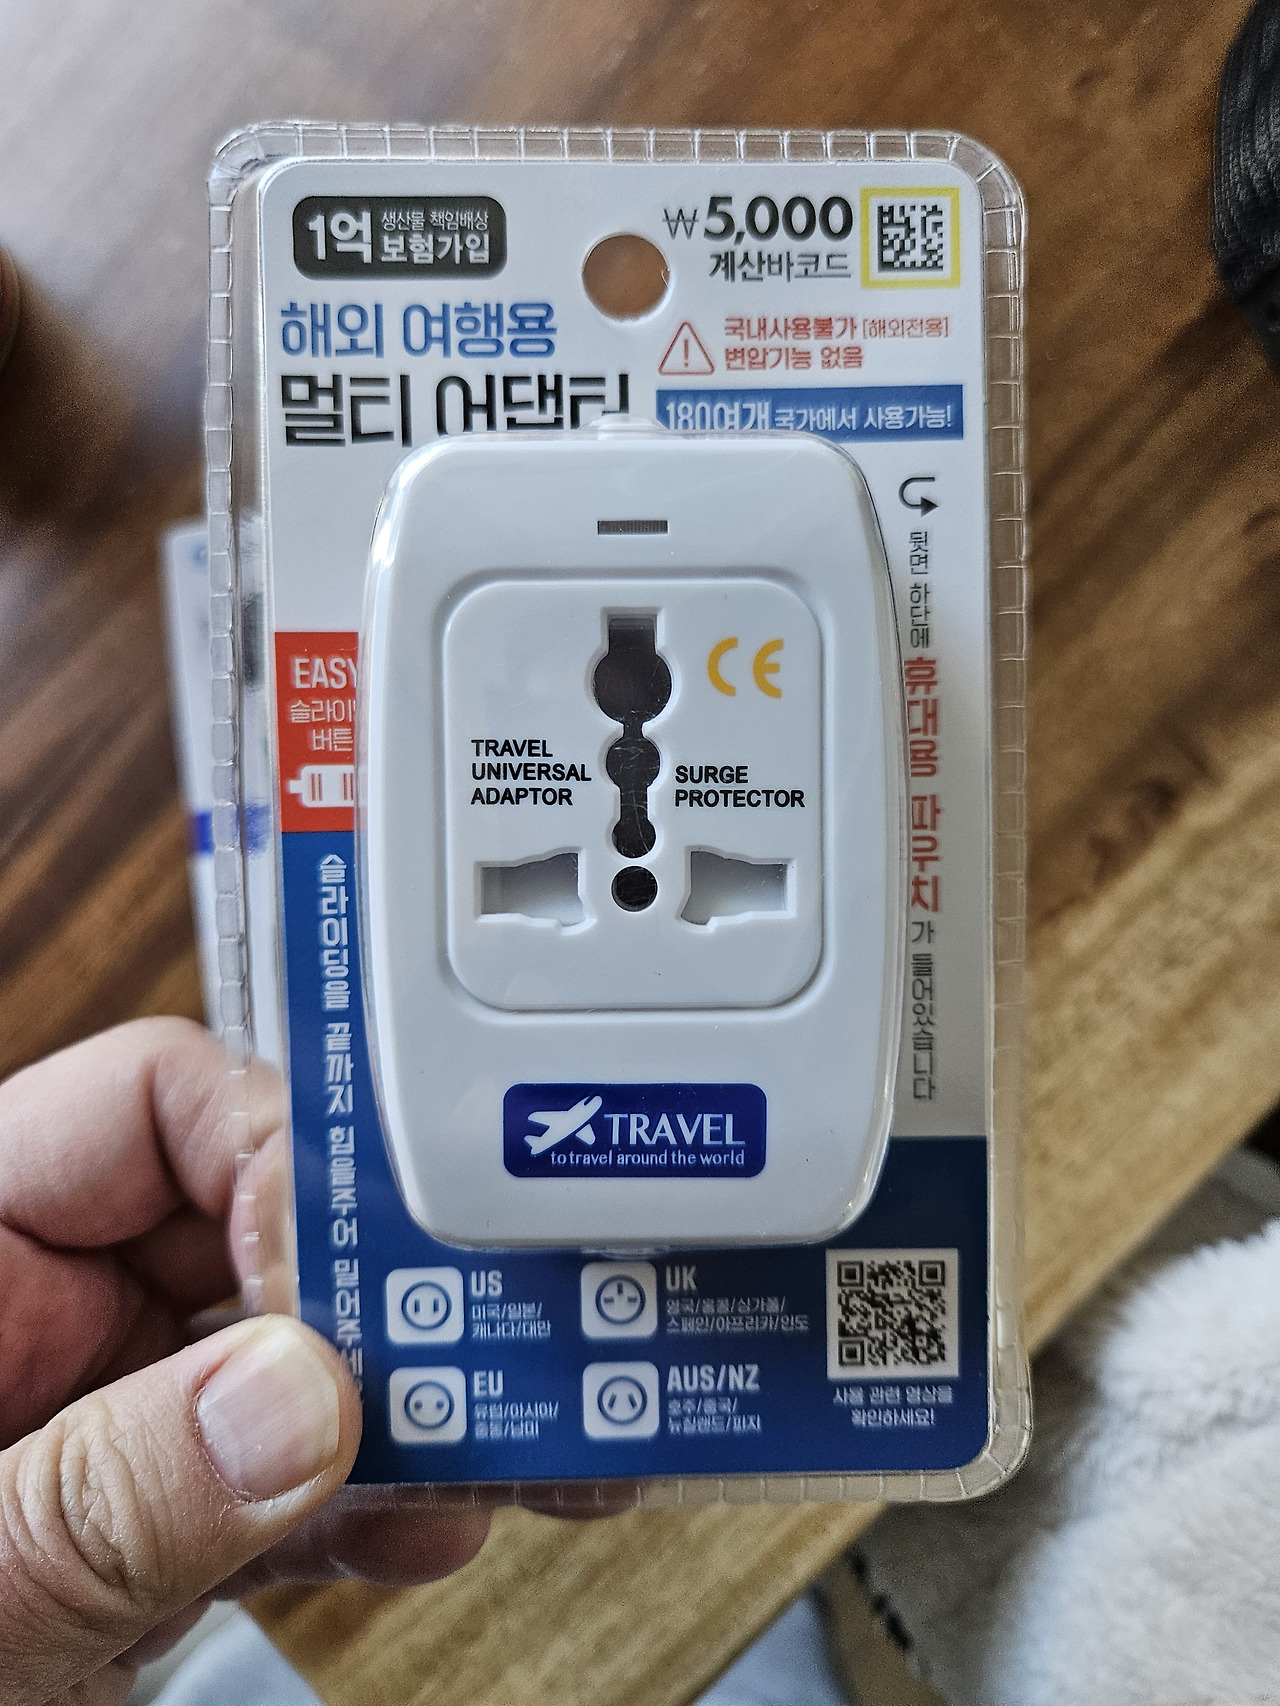 1억 생산물 책임배상
보험가입
₩5,000
계산바코드
해외 여행용
멀티 어댑터
국내사용불가 [해외전용]
변압기능 없음
180여개 국가에서 사용가능!
뒷면 하단에 휴대용 파우치가 들어있습니다
EASY
슬라이
버튼
슬라이딩을 끝까지 힘을주어 밀어주세
CE
TRAVEL
UNIVERSAL
ADAPTOR
SURGE
PROTECTOR
TRAVEL
to travel around the world
US
미국/일본/
캐나다/대만
UK
영국/홍콩/싱가폴/
스페인/아프리카/인도
EU
유럽/아시아/
중동/남미
AUS/NZ
호주/중국/
뉴질랜드/피지
사용 관련 영상을
확인하세요!